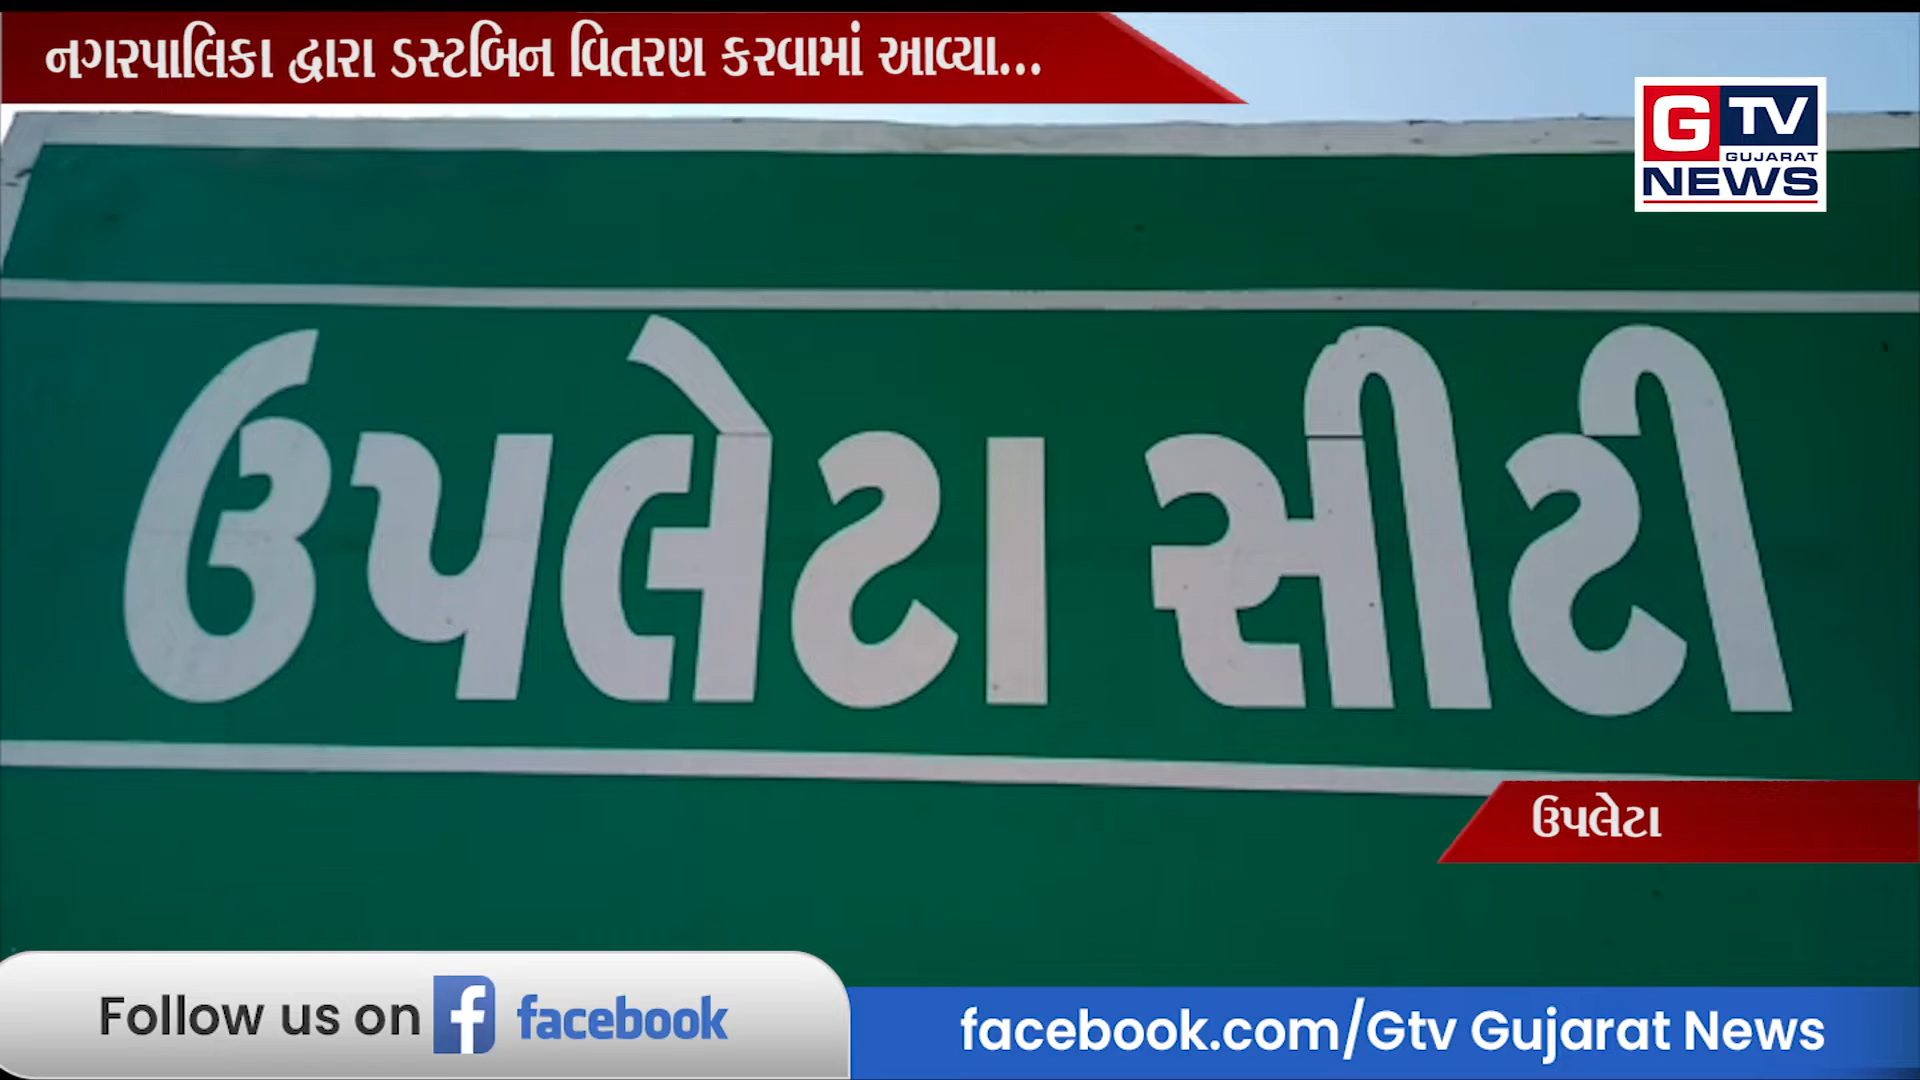 નગરપાલિકા દ્વારા ડસ્ટબિન વિતરણ કરવામાં આવ્યા...
G TV
GUJARAT
NEWS
ઉપલેટા સીટી
ઉપલેટા
Follow us on facebook
facebook.com/Gtv Gujarat News